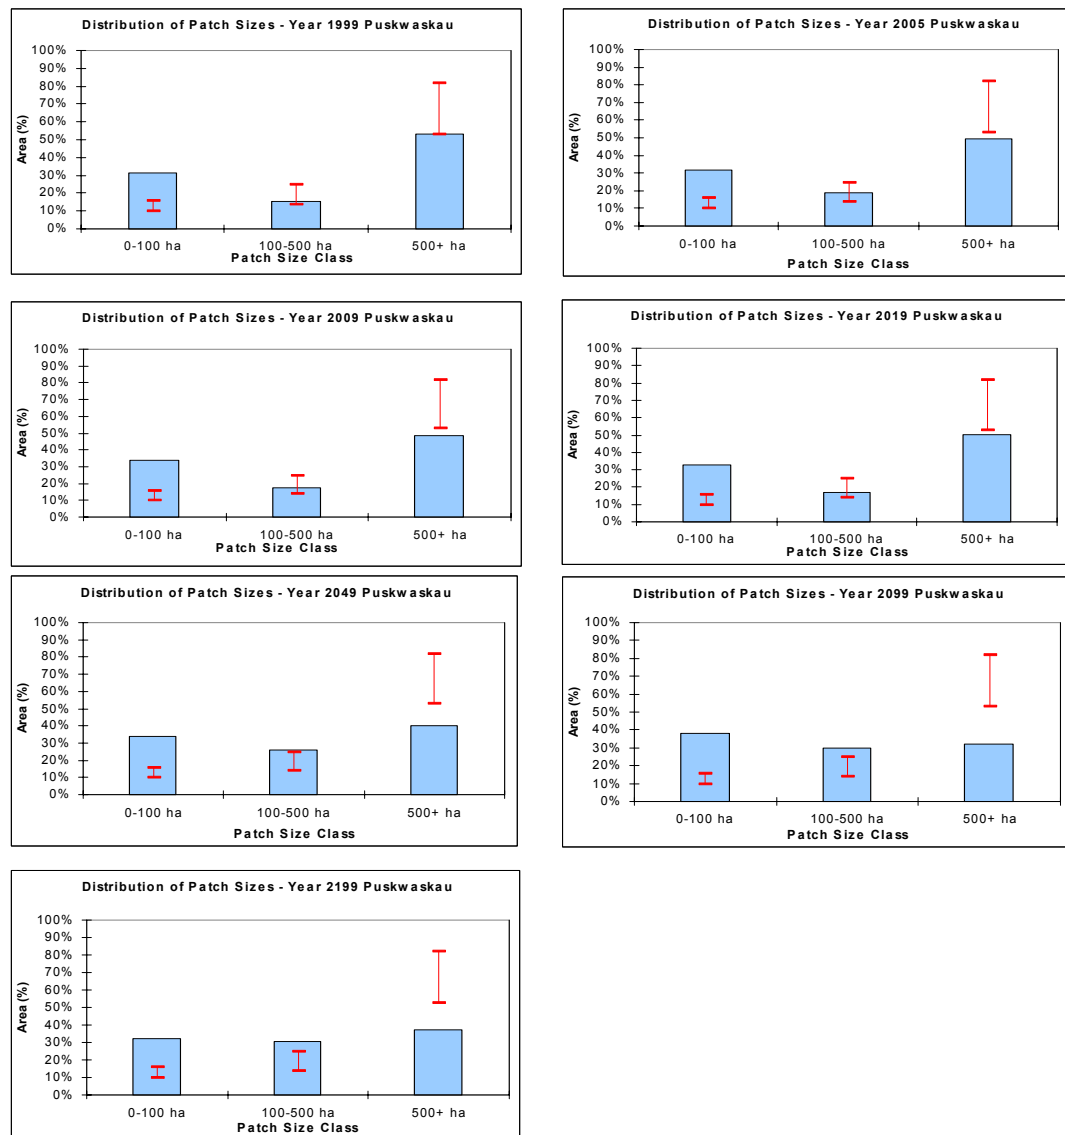 Distribution of Patch Sizes - Year 1999 Puskwaskau
100%
90%
80%
70%
60%
50%
40%
30%
20%
10%
0%
Area (%)
0-100 ha 100-500 ha 500+ ha
Patch Size Class
Distribution of Patch Sizes - Year 2005 Puskwaskau
100%
90%
80%
70%
60%
50%
40%
30%
20%
10%
0%
Area (%)
0-100 ha 100-500 ha 500+ ha
Patch Size Class
Distribution of Patch Sizes - Year 2009 Puskwaskau
100%
90%
80%
70%
60%
50%
40%
30%
20%
10%
0%
Area (%)
0-100 ha 100-500 ha 500+ ha
Patch Size Class
Distribution of Patch Sizes - Year 2019 Puskwaskau
100%
90%
80%
70%
60%
50%
40%
30%
20%
10%
0%
Area (%)
0-100 ha 100-500 ha 500+ ha
Patch Size Class
Distribution of Patch Sizes - Year 2049 Puskwaskau
100%
90%
80%
70%
60%
50%
40%
30%
20%
10%
0%
Area (%)
0-100 ha 100-500 ha 500+ ha
Patch Size Class
Distribution of Patch Sizes - Year 2099 Puskwaskau
100%
90%
80%
70%
60%
50%
40%
30%
20%
10%
0%
Area (%)
0-100 ha 100-500 ha 500+ ha
Patch Size Class
Distribution of Patch Sizes - Year 2199 Puskwaskau
100%
90%
80%
70%
60%
50%
40%
30%
20%
10%
0%
Area (%)
0-100 ha 100-500 ha 500+ ha